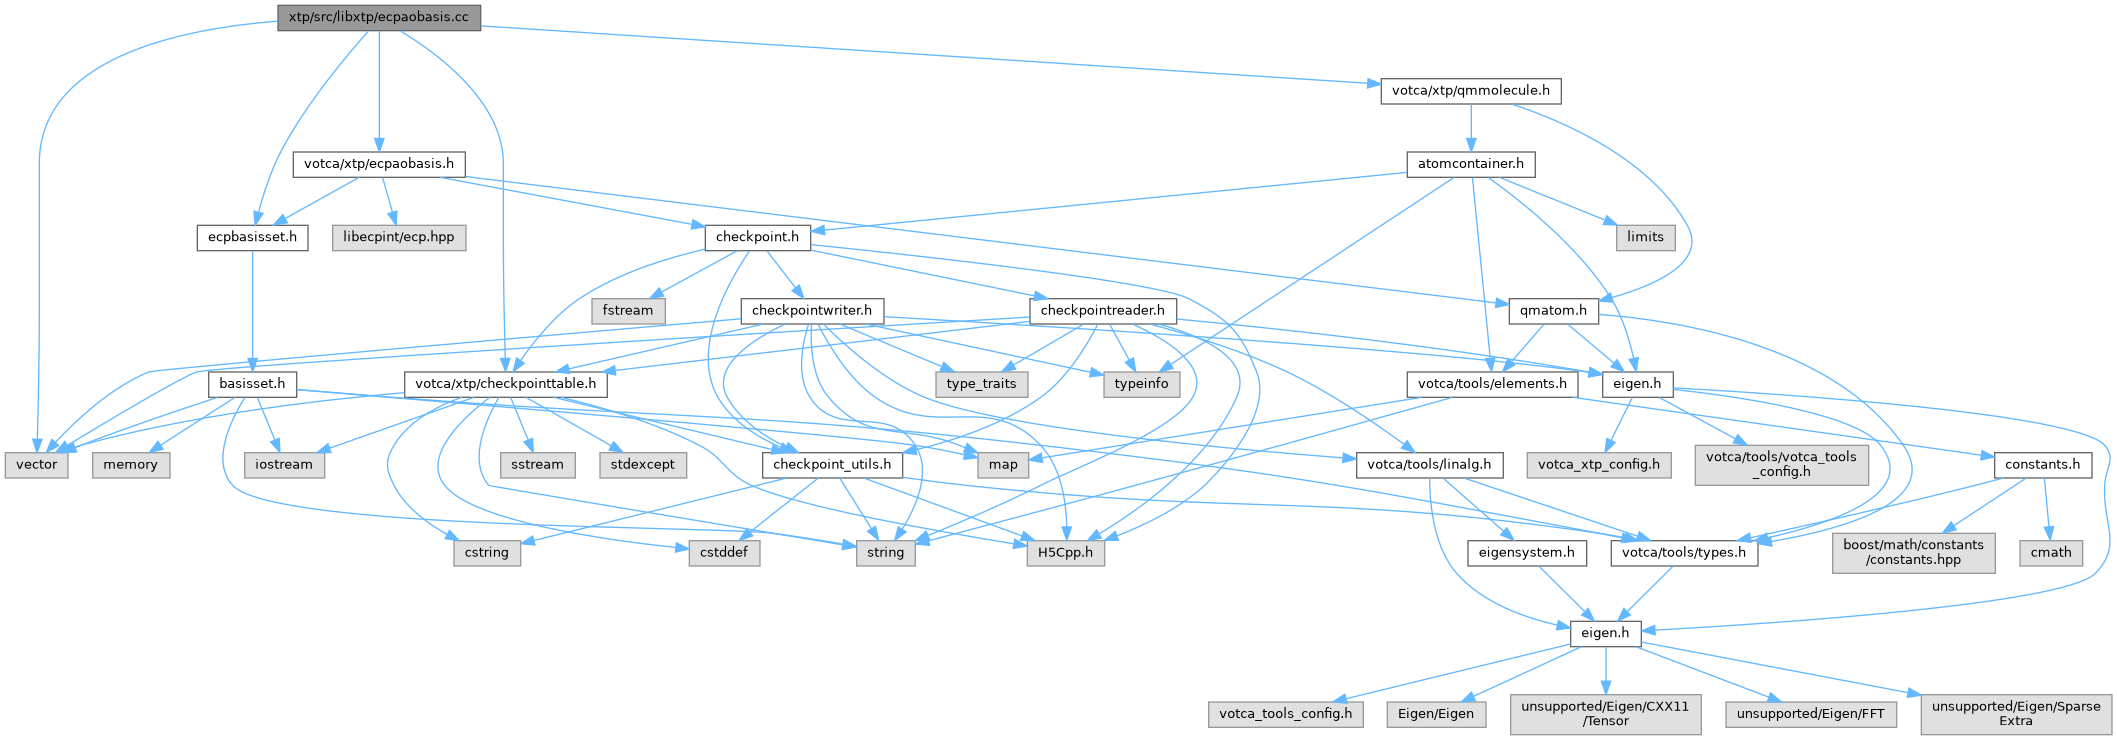 xtp/src/libxtp/ecpaobasis.cc
votca/xtp/qmmolecule.h
votca/xtp/ecpaobasis.h
atomcontainer.h
ecpbasisset.h
libecpint/ecp.hpp
checkpoint.h
limits
fstream
checkpointwriter.h
checkpointreader.h
qmatom.h
basisset.h
votca/xtp/checkpointtable.h
type_traits
typeinfo
votca/tools/elements.h
eigen.h
vector
memory
iostream
sstream
stdexcept
checkpoint_utils.h
map
votca/tools/linalg.h
votca_xtp_config.h
votca/tools/votca_tools
_config.h
constants.h
cstring
cstddef
string
H5Cpp.h
eigensystem.h
votca/tools/types.h
boost/math/constants
/constants.hpp
cmath
eigen.h
votca_tools_config.h
Eigen/Eigen
unsupported/Eigen/CXX11
/Tensor
unsupported/Eigen/FFT
unsupported/Eigen/Sparse
Extra